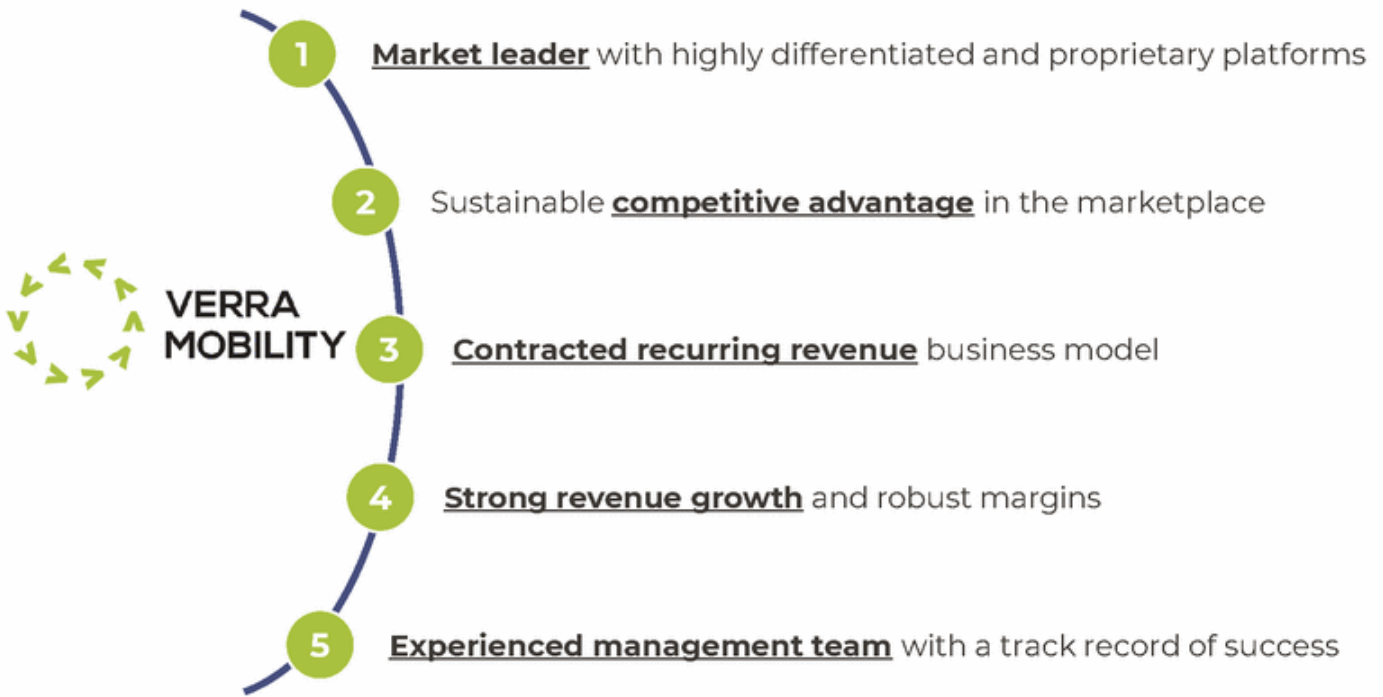 1 Market leader with highly differentiated and proprietary platforms
2 Sustainable competitive advantage in the marketplace
VERRA
MOBILITY
3 Contracted recurring revenue business model
4 Strong revenue growth and robust margins
5 Experienced management team with a track record of success